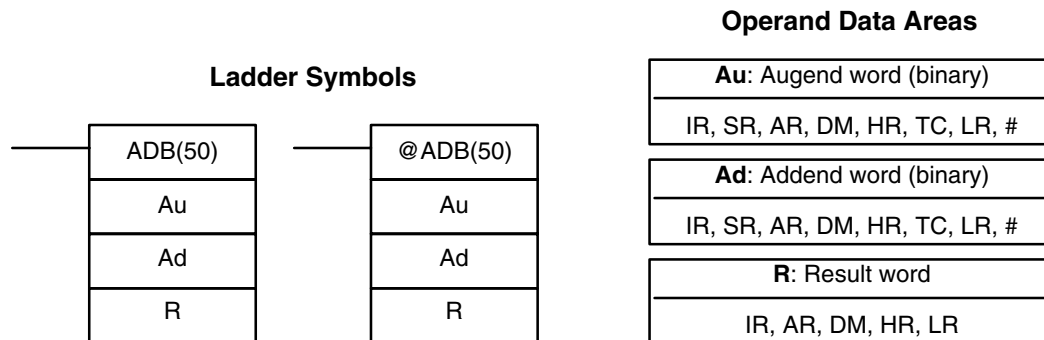 Ladder Symbols
ADB(50)
Au
Ad
R
@ADB(50)
Au
Ad
R
Operand Data Areas
Au: Augend word (binary)
IR, SR, AR, DM, HR, TC, LR, #
Ad: Addend word (binary)
IR, SR, AR, DM, HR, TC, LR, #
R: Result word
IR, AR, DM, HR, LR